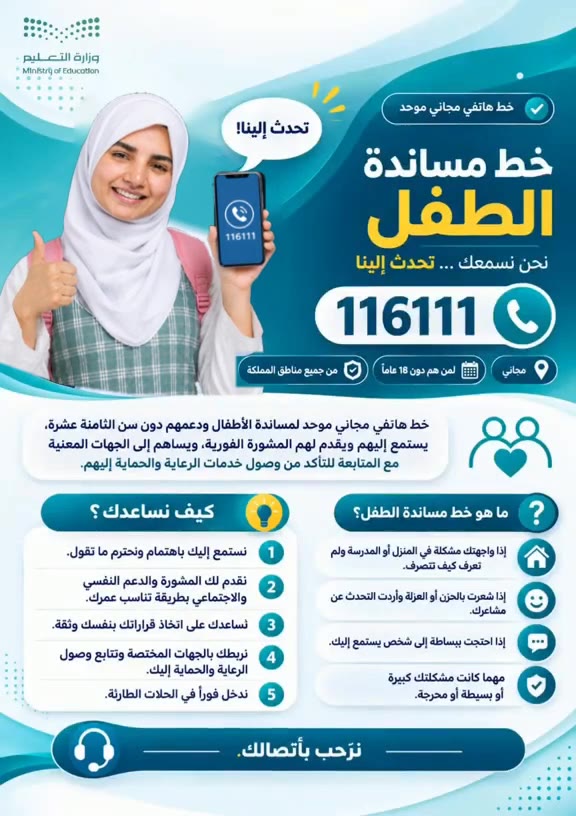 وزارة التعليم
Ministry of Education
خط هاتفي مجاني موحد
تحدث إلينا!
116111
خط مساندة
الطفل
نحن نسمعك ... تحدث إلينا
116111
مجاني
لمن هم دون 18 عاماً
من جميع مناطق المملكة
خط هاتفي مجاني موحد لمساندة الأطفال ودعمهم دون سن الثامنة عشرة،
يستمع إليهم ويقدم لهم المشورة الفورية، ويساهم إلى الجهات المعنية
مع المتابعة للتأكد من وصول خدمات الرعاية والحماية إليهم.
ما هو خط مساندة الطفل؟
إذا واجهتك مشكلة في المنزل أو المدرسة ولم
تعرف كيف تتصرف.
إذا شعرت بالحزن أو العزلة وأردت التحدث عن
مشاعرك.
إذا احتجت ببساطة إلى شخص يستمع إليك.
مهما كانت مشكلتك كبيرة
أو بسيطة أو محرجة.
كيف نساعدك ؟
1 نستمع إليك باهتمام ونحترم ما تقول.
2 نقدم لك المشورة والدعم النفسي
والاجتماعي بطريقة تناسب عمرك.
3 نساعدك على اتخاذ قراراتك بنفسك وثقة.
4 نربطك بالجهات المختصة ونتابع وصول
الرعاية والحماية إليك.
5 ندخل فوراً في الحلات الطارئة.
نرَحب بأتصالك.